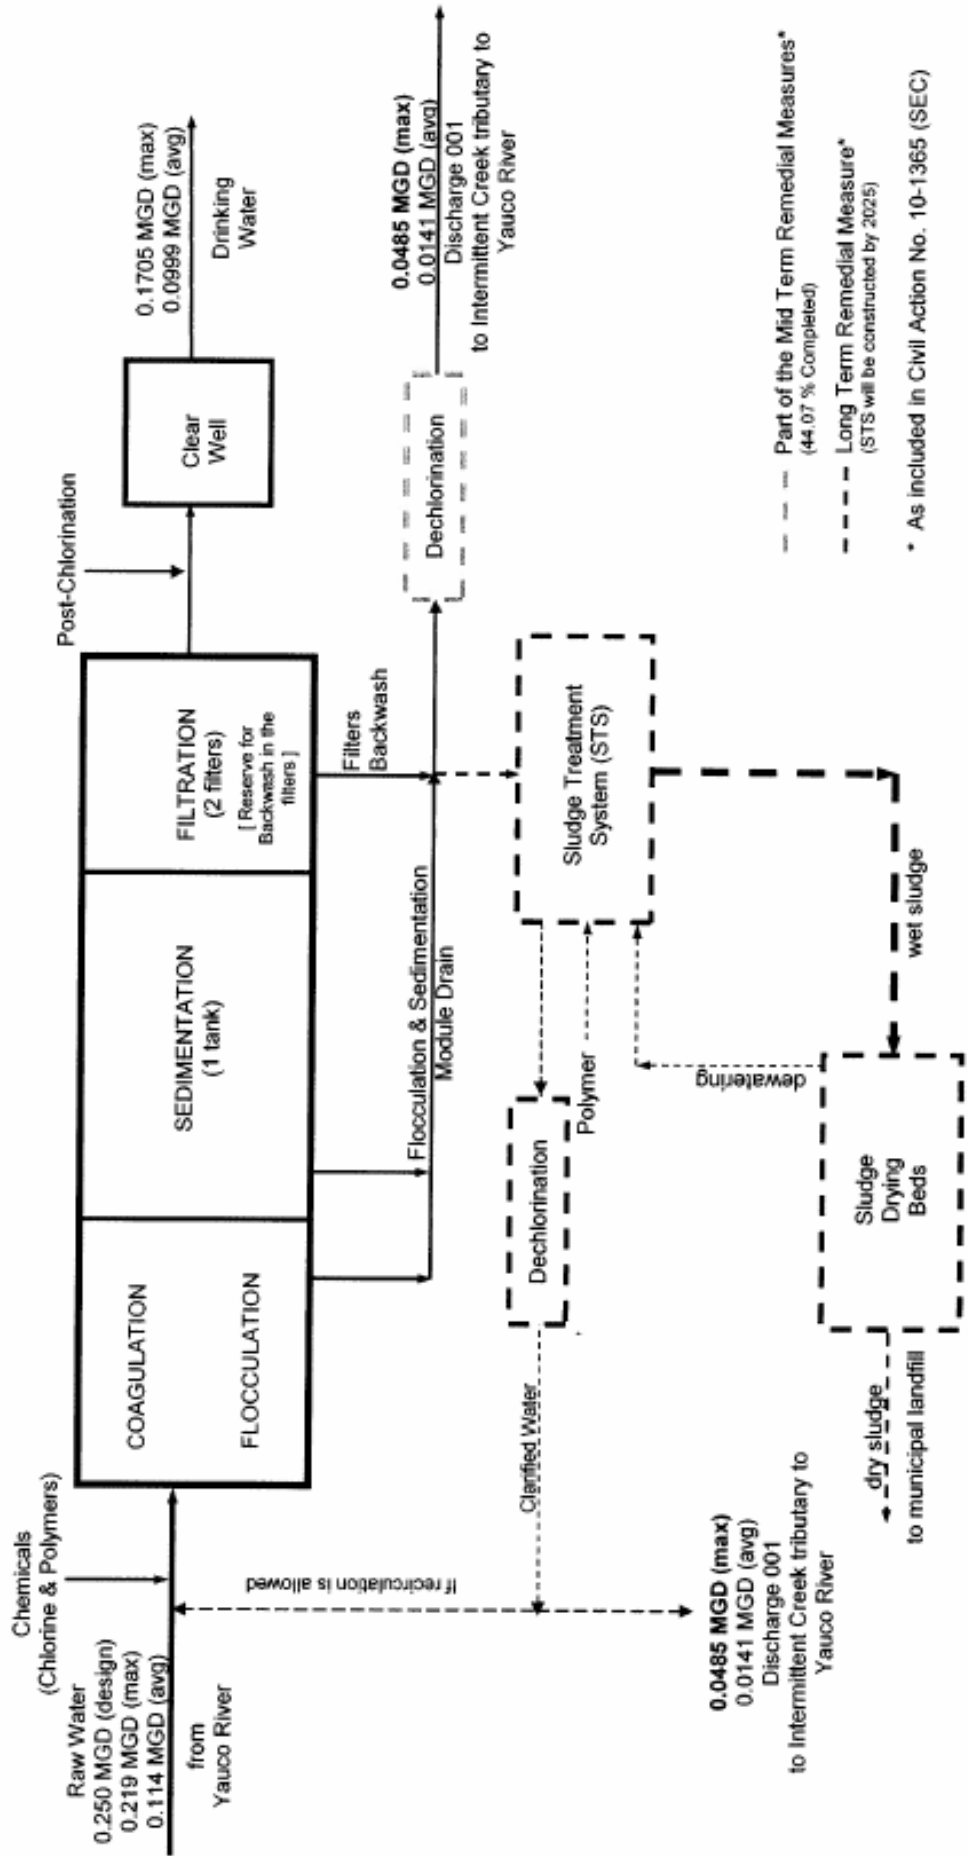 Chemicals
(Chlorine & Polymers)
Raw Water
0.250 MGD (design)
0.219 MGD (max)
0.114 MGD (avg)
from
Yauco River
COAGULATION
FLOCCULATION
SEDIMENTATION
(1 tank)
FILTRATION
(2 filters)
[ Reserve for
Backwash in the
filters ]
Post-Chlorination
Clear
Well
0.1705 MGD (max)
0.0999 MGD (avg)
Drinking
Water
Flocculation & Sedimentation
Module Drain
Filters
Backwash
Dechlorination
0.0485 MGD (max)
0.0141 MGD (avg)
Discharge 001
to Intermittent Creek tributary to
Yauco River
If recirculation is allowed
Clarified Water
Dechlorination
Polymer
Sludge Treatment
System (STS)
dewatering
wet sludge
Sludge
Drying
Beds
dry sludge
to municipal landfill
0.0485 MGD (max)
0.0141 MGD (avg)
Discharge 001
to Intermittent Creek tributary to
Yauco River
Part of the Mid Term Remedial Measures*
(44.07 % Completed)
Long Term Remedial Measure*
(STS will be constructed by 2025)
* As included in Civil Action No. 10-1365 (SEC)